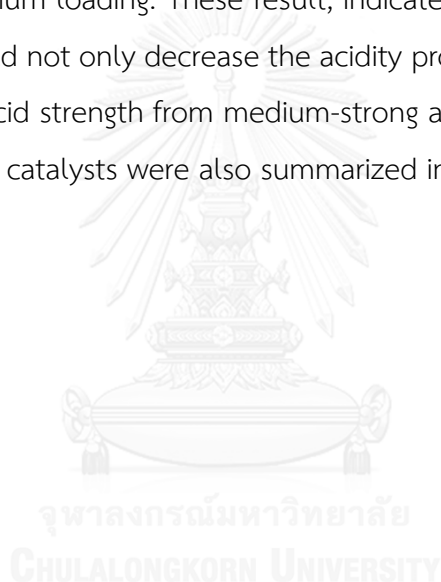 um loading. These result, indicate
d not only decrease the acidity pro
cid strength from medium-strong a
catalysts were also summarized in
จุฬาลงกรณ์มหาวิทยาลัย
CHULALONGKORN UNIVERSITY